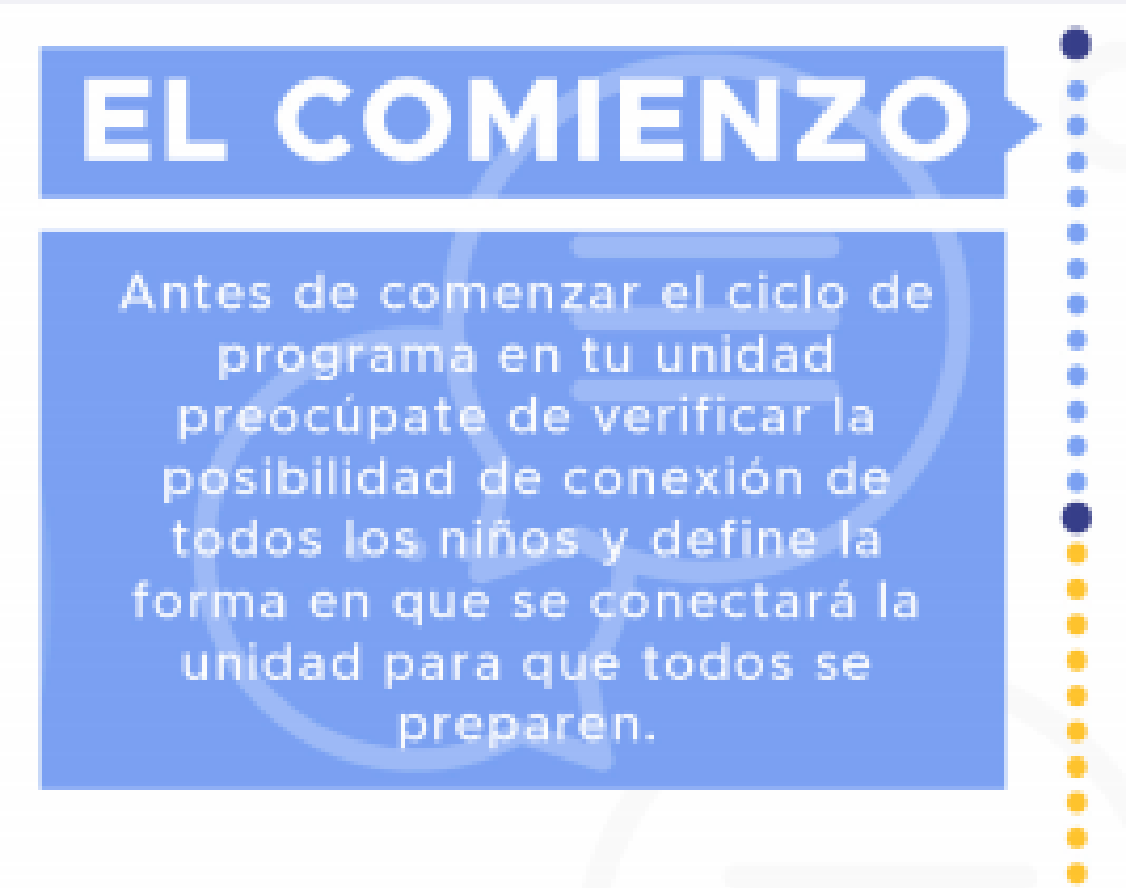 EL COMIENZO
Antes de comenzar el ciclo de
programa en tu unidad
preocúpate de verificar la
posibilidad de conexión de
todos los niños y define la
forma en que se conectará la
unidad para que todos se
preparen.